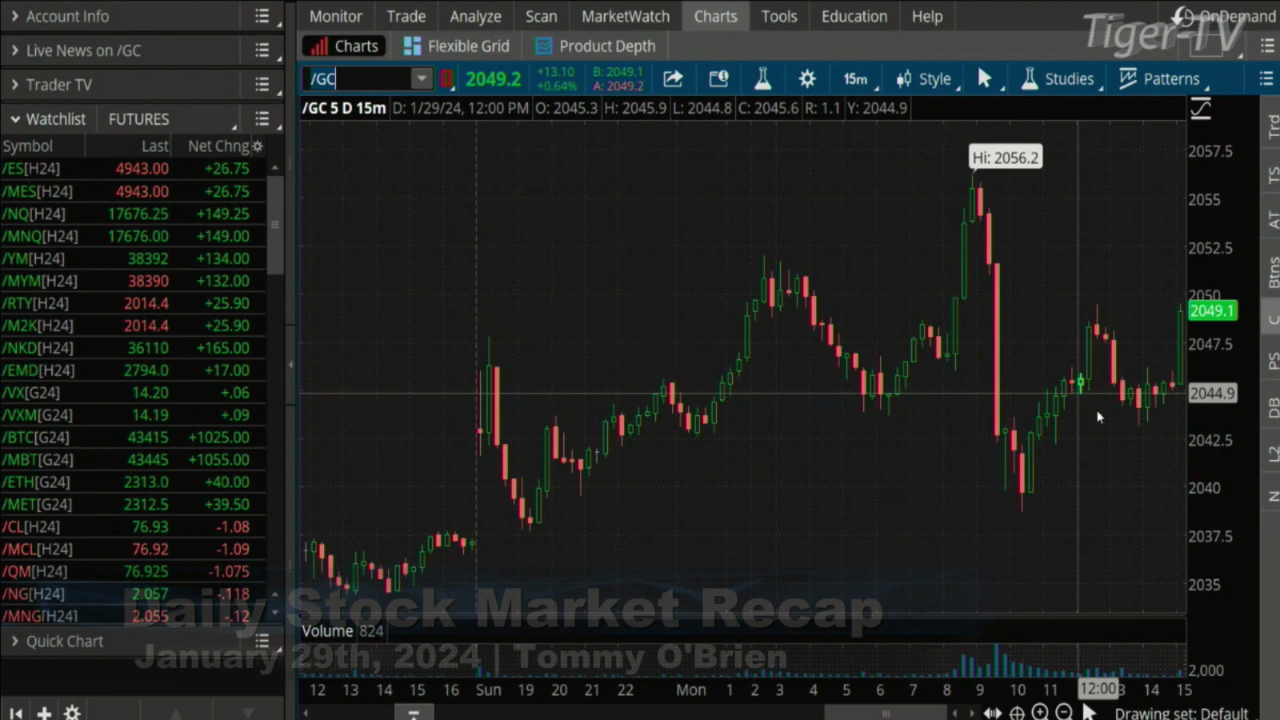 Account Info
Live News on /GC
Trader TV
Watchlist FUTURES
Symbol Last Net Chng
/ES[H24] 4943.00 +26.75
/MES[H24] 4943.00 +26.75
/NQ[H24] 17676.25 +149.25
/MNQ[H24] 17676.00 +149.00
/YM[H24] 38392 +134.00
/MYM[H24] 38390 +132.00
/RTY[H24] 2014.4 +25.90
/M2K[H24] 2014.4 +25.90
/NKD[H24] 36110 +165.00
/EMD[H24] 2794.0 +17.00
/VX[G24] 14.20 +.06
/VXM[G24] 14.19 +.09
/BTC[G24] 43415 +1025.00
/MBT[G24] 43445 +1055.00
/ETH[G24] 2313.0 +40.00
/MET[G24] 2312.5 +39.50
/CL[H24] 76.93 -1.08
/MCL[H24] 76.92 -1.09
/QM[H24] 76.925 -1.075
/NG[H24] 2.057 -.118
/MNG[H24] 2.055 -.12
Quick Chart
Monitor Trade Analyze Scan MarketWatch Charts Tools Education Help
OnDemand
Tiger-TV
Charts Flexible Grid Product Depth
/GC 2049.2 +13.10 B: 2049.1
+0.64% A: 2049.2
15m Style Studies Patterns
/GC 5 D 15m D: 1/29/24, 12:00 PM O: 2045.3 H: 2045.9 L: 2044.8 C: 2045.6 R: 1.1 Y: 2044.9
Hi: 2056.2
2057.5
2055
2052.5
2050
2049.1
2047.5
2044.9
2042.5
2040
2037.5
2035
Daily Stock Market Recap
January 29th, 2024 | Tommy O'Brien
Volume 824
2,000
12 13 14 15 16 Sun 19 20 21 22 Mon 1 2 3 4 5 6 7 8 9 10 11 12:00 3 14 15
Drawing set: Default
Trd
TS
AT
Btns
C
PS
DB
L2
N